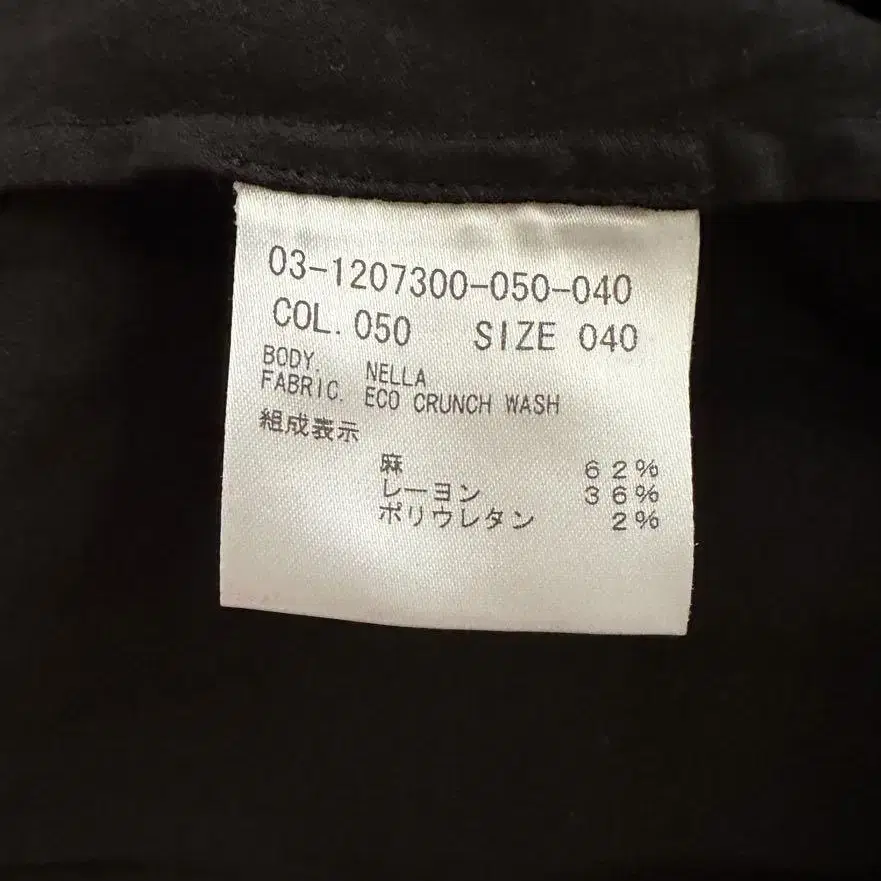 03-1207300-050-040
COL. 050 SIZE 040
BODY. NELLA
FABRIC. ECO CRUNCH WASH
組成表示
麻 62%
レーヨン 36%
ポリウレタン 2%